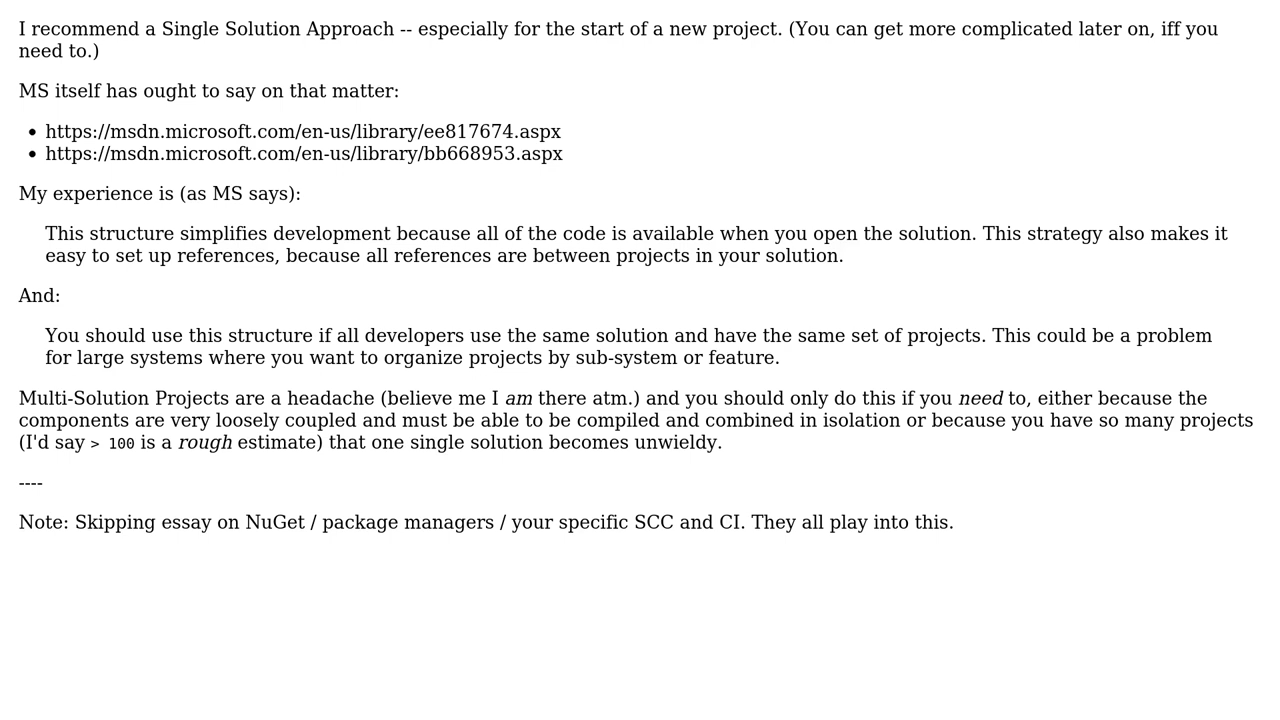 I recommend a Single Solution Approach -- especially for the start of a new project. (You can get more complicated later on, iff you
need to.)
MS itself has ought to say on that matter:
• https://msdn.microsoft.com/en-us/library/ee817674.aspx
• https://msdn.microsoft.com/en-us/library/bb668953.aspx
My experience is (as MS says):
This structure simplifies development because all of the code is available when you open the solution. This strategy also makes it
easy to set up references, because all references are between projects in your solution.
And:
You should use this structure if all developers use the same solution and have the same set of projects. This could be a problem
for large systems where you want to organize projects by sub-system or feature.
Multi-Solution Projects are a headache (believe me I am there atm.) and you should only do this if you need to, either because the
components are very loosely coupled and must be able to be compiled and combined in isolation or because you have so many projects
(I'd say > 100 is a rough estimate) that one single solution becomes unwieldy.
----
Note: Skipping essay on NuGet / package managers / your specific SCC and CI. They all play into this.